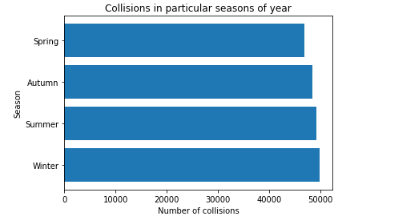 Collisions in particular seasons of year
Spring
Autumn
Summer
Winter
Season
0 10000 20000 30000 40000 50000
Number of collisions